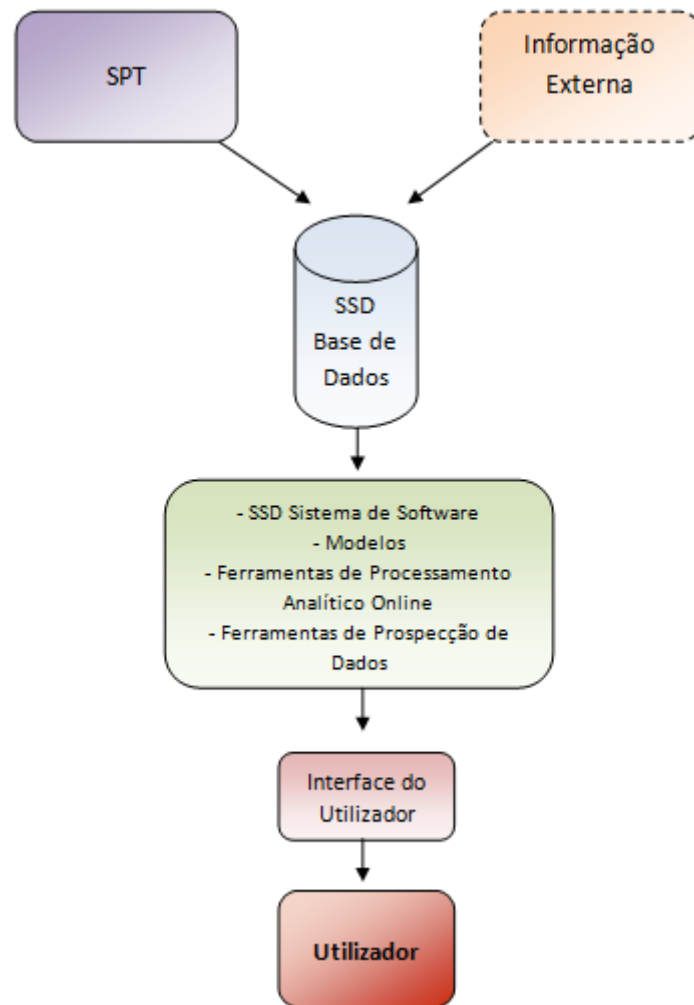 SPT
Informação
Externa
SSD
Base de
Dados
- SSD Sistema de Software
- Modelos
- Ferramentas de Processamento
Analítico Online
- Ferramentas de Prospecção de
Dados
Interface do
Utilizador
Utilizador